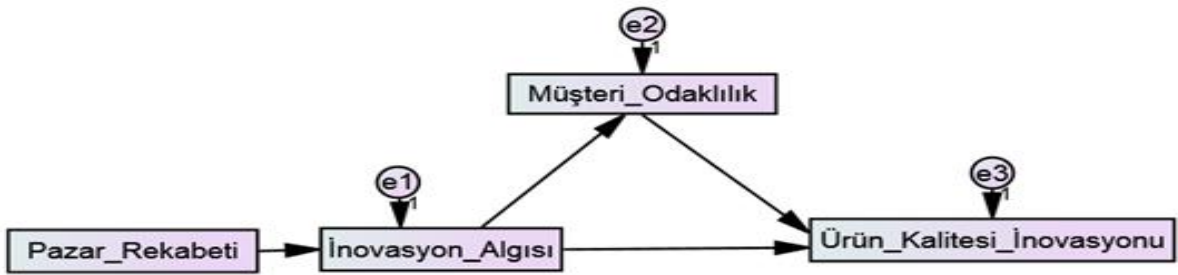 e2
1
Müşteri_Odaklılık
e1
1
e3
1
Pazar_Rekabeti
İnovasyon_Algısı
Ürün_Kalitesi_İnovasyonu